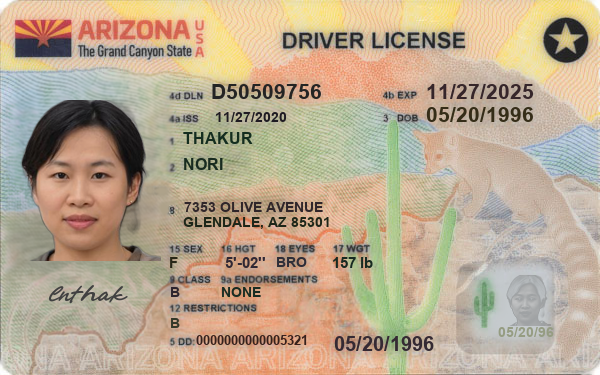 ARIZONA USA
The Grand Canyon State
DRIVER LICENSE
4d DLN D50509756
4b EXP 11/27/2025
4a ISS 11/27/2020
3 DOB 05/20/1996
1 THAKUR
2 NORI
8 7353 OLIVE AVENUE
GLENDALE, AZ 85301
15 SEX 16 HGT 18 EYES 17 WGT
F 5'-02" BRO 157 lb
9 CLASS 9a ENDORSEMENTS
B NONE
12 RESTRICTIONS
B
enthak
05/20/96
5 DD: 0000000000005321
05/20/1996
ARIZONA ARIZONA ARIZONA ARIZONA